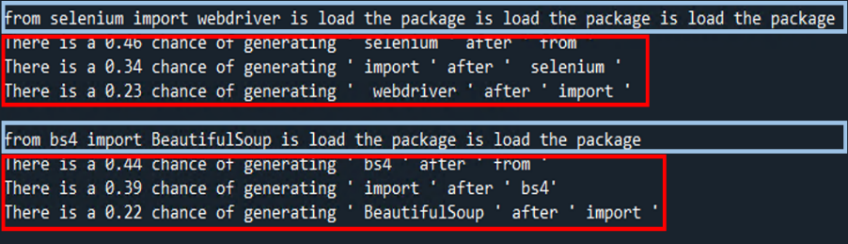 from selenium import webdriver is load the package is load the package is load the package
There is a 0.46 chance of generating ' selenium ' after ' from '
There is a 0.34 chance of generating ' import ' after '  selenium '
There is a 0.23 chance of generating '  webdriver ' after ' import '
from bs4 import BeautifulSoup is load the package is load the package
There is a 0.44 chance of generating ' bs4 ' after ' from '
There is a 0.39 chance of generating ' import ' after ' bs4'
There is a 0.22 chance of generating ' BeautifulSoup ' after ' import '